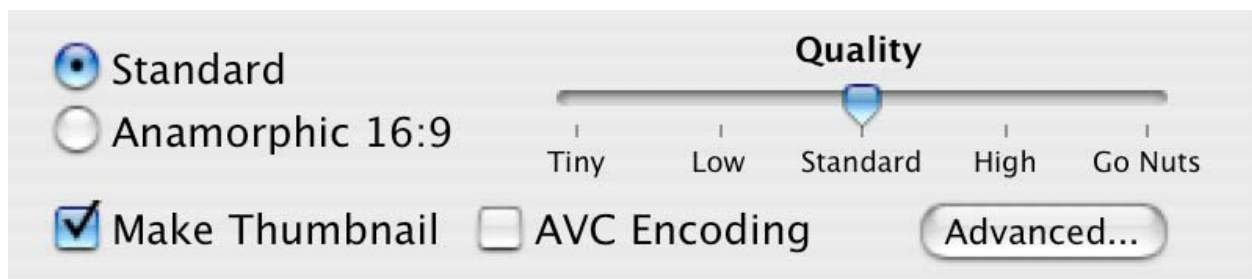 Standard
Anamorphic 16:9
Quality
Tiny Low Standard High Go Nuts
Make Thumbnail AVC Encoding Advanced...